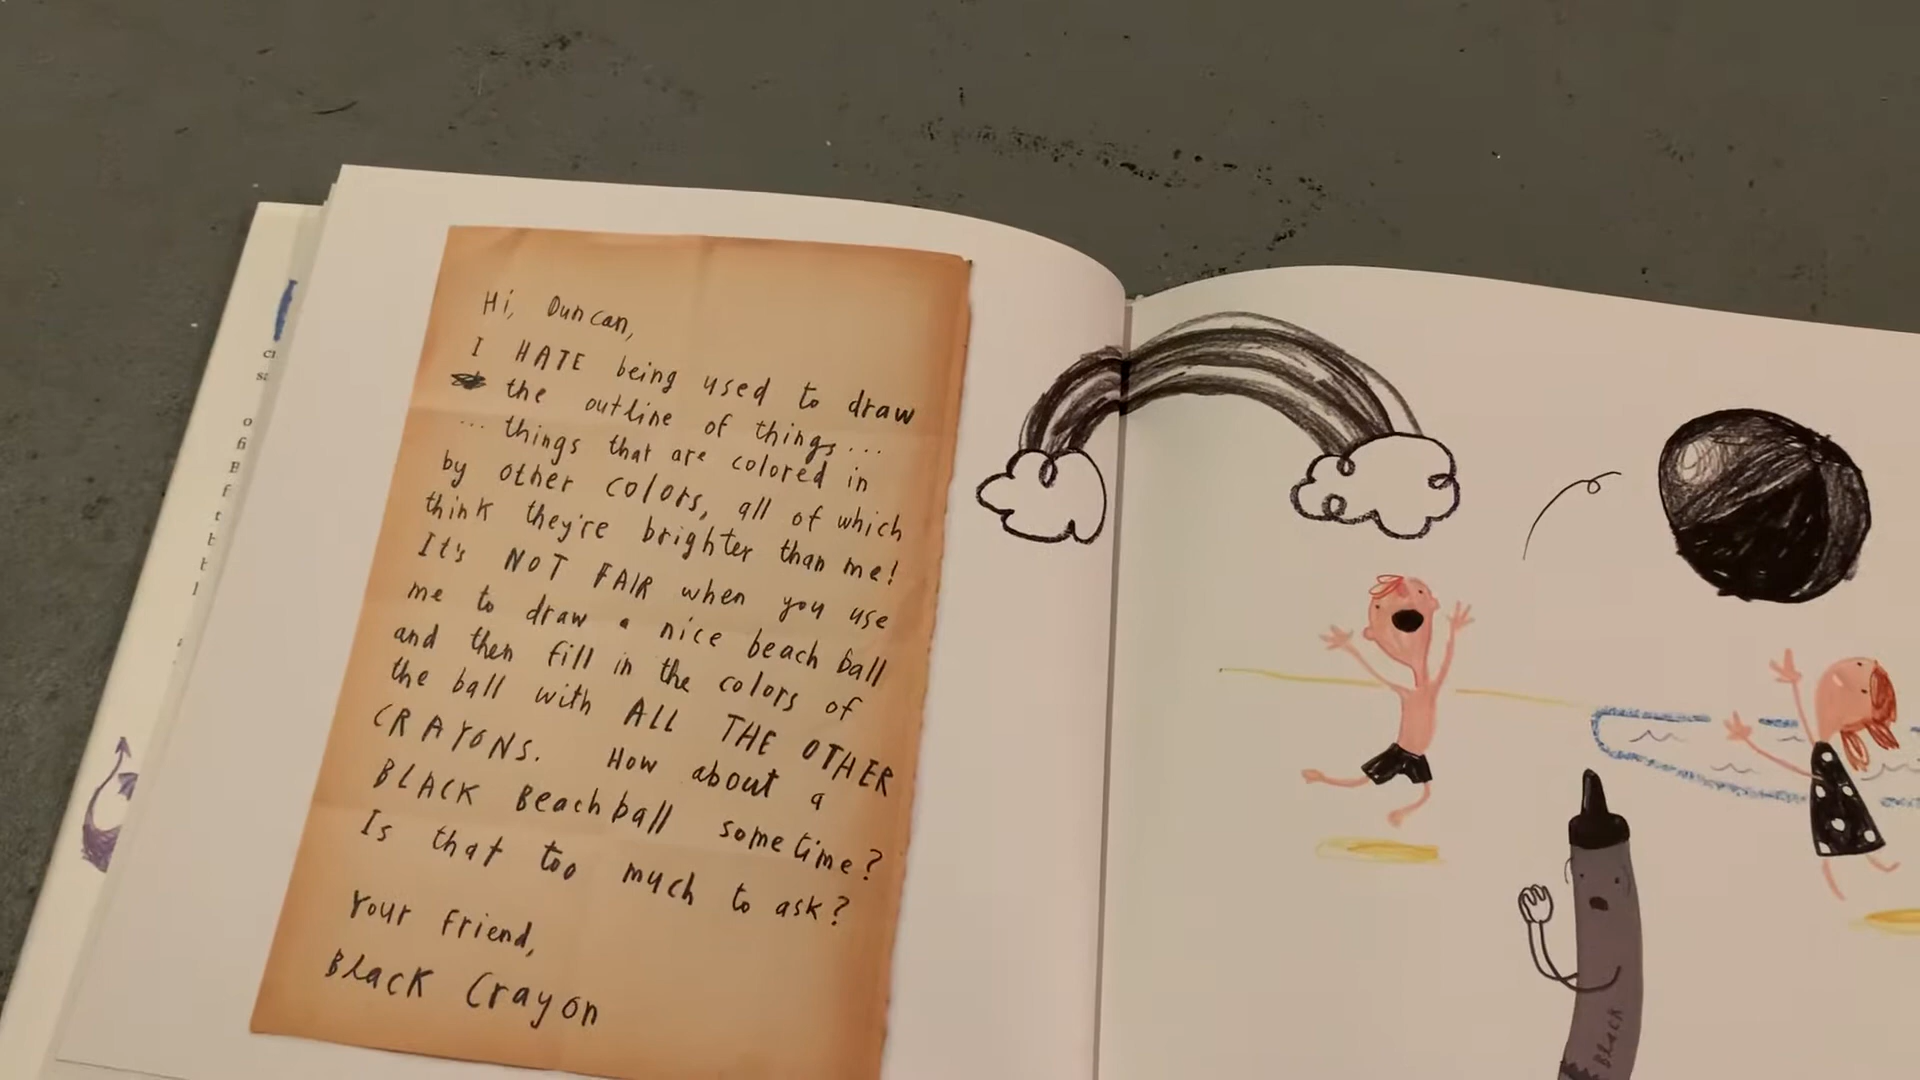 Hi, Duncan,
I HATE being used to draw
the outline of things...
... things that are colored in
by other colors, all of which
think they're brighter than me!
It's NOT FAIR when you use
me to draw a nice beach ball
and then fill in the colors of
the ball with ALL THE OTHER
CRAYONS. How about a
BLACK Beach ball sometime?
Is that too much to ask?
Your friend,
Black Crayon
Black